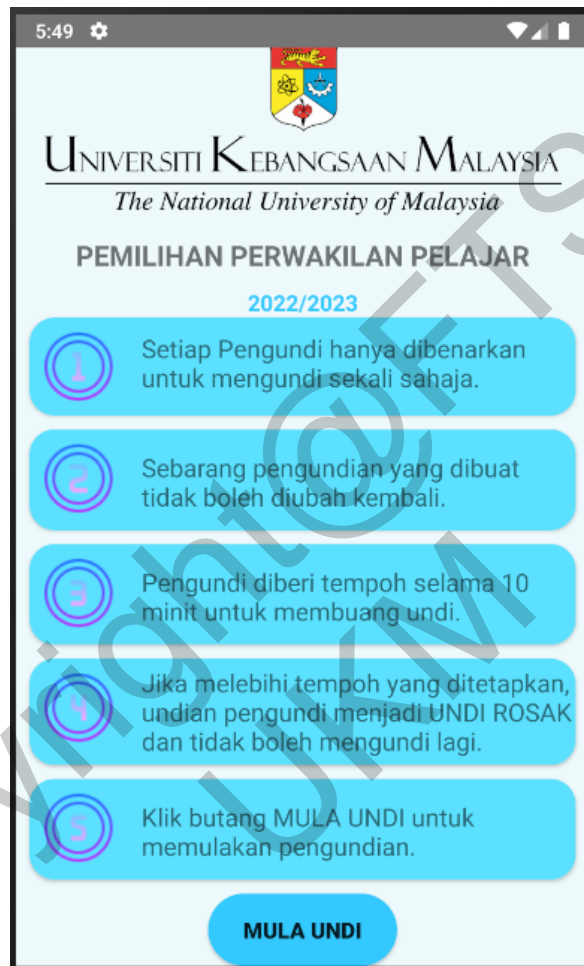 5:49
UNIVERSITI KEBANGSAAN MALAYSIA
The National University of Malaysia
PEMILIHAN PERWAKILAN PELAJAR
2022/2023
1
Setiap Pengundi hanya dibenarkan
untuk mengundi sekali sahaja.
2
Sebarang pengundian yang dibuat
tidak boleh diubah kembali.
3
Pengundi diberi tempoh selama 10
minit untuk membuang undi.
4
Jika melebihi tempoh yang ditetapkan,
undian pengundi menjadi UNDI ROSAK
dan tidak boleh mengundi lagi.
5
Klik butang MULA UNDI untuk
memulakan pengundian.
MULA UNDI
yright@FTS
UKM